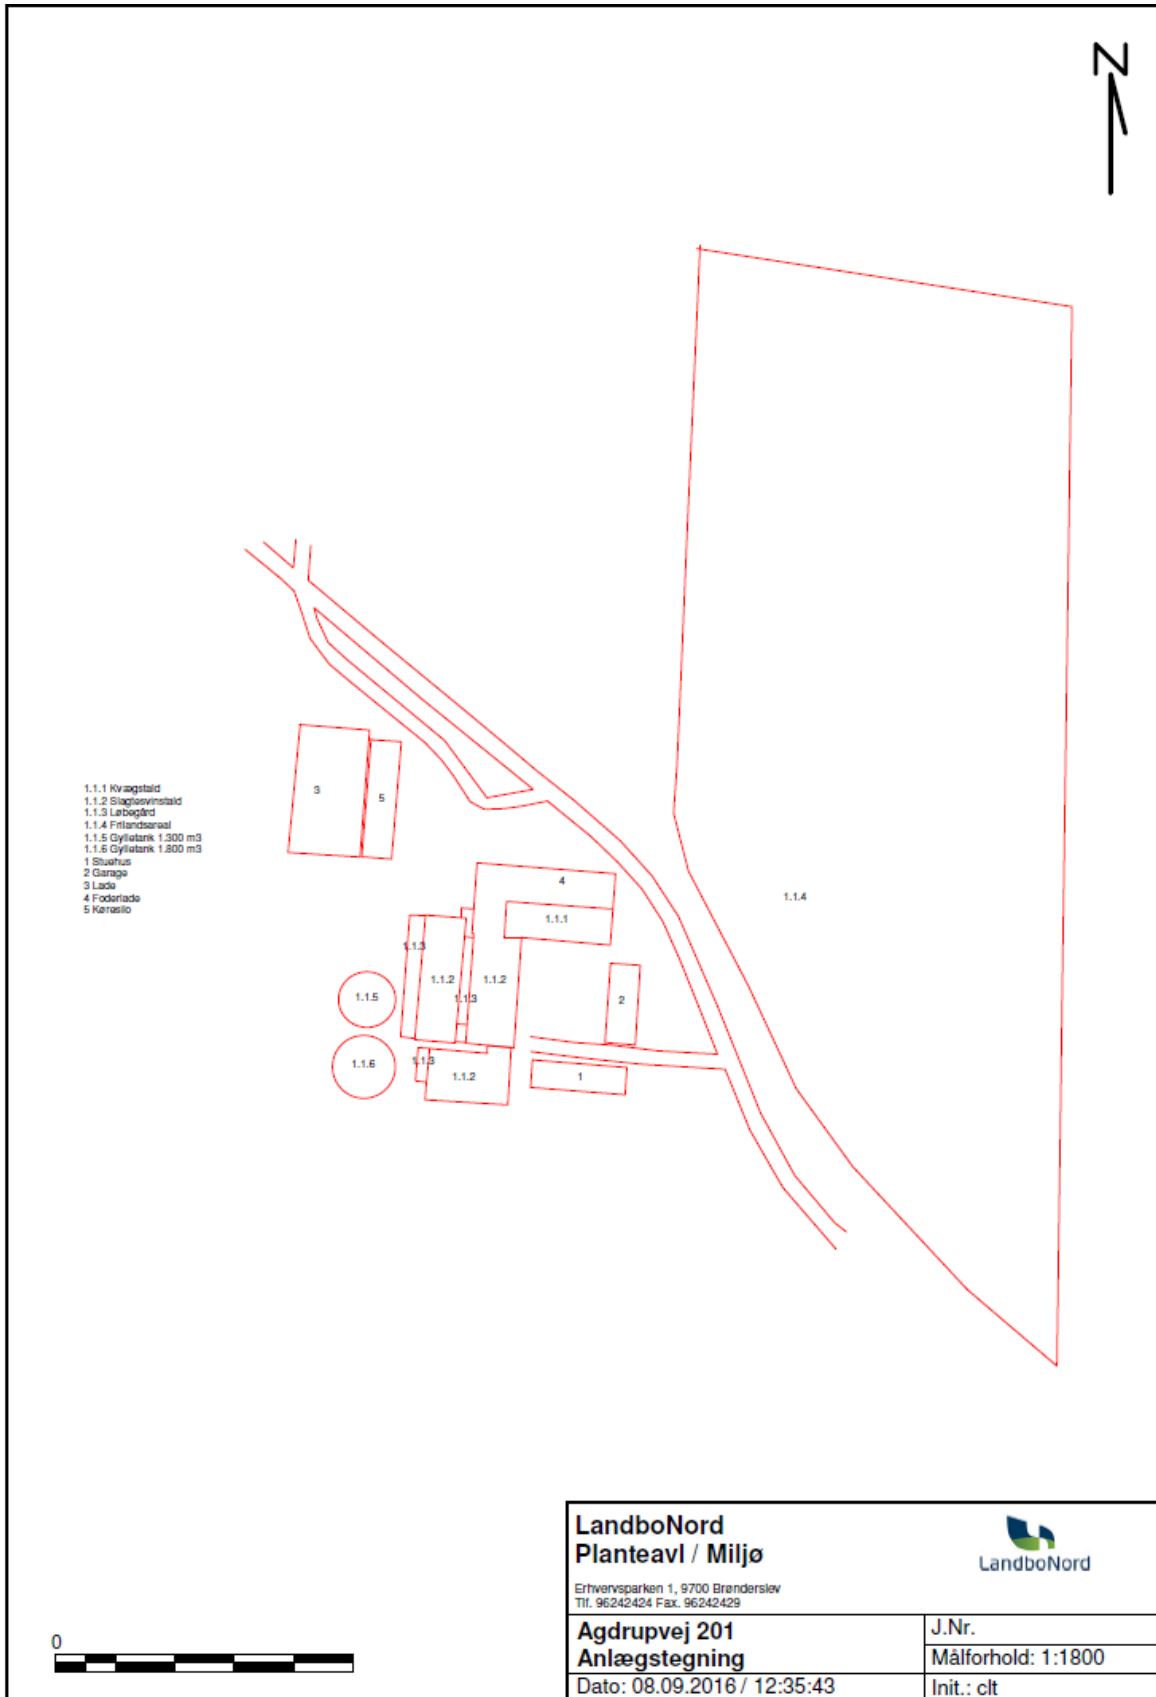 N
1.1.1 Kvægstald
1.1.2 Slagtesvinstald
1.1.3 Løbegård
1.1.4 Frilandsareal
1.1.5 Gylletank 1.300 m3
1.1.6 Gylletank 1.800 m3
1 Stuehus
2 Garage
3 Lade
4 Foderlade
5 Køresilo
3
5
4
1.1.1
1.1.4
1.1.3
1.1.2
1.1.2
1.1.3
1.1.5
2
1.1.6
1.1.3
1.1.2
1
LandboNord
Planteavl / Miljø
LandboNord
Erhvervsparken 1, 9700 Brønderslev
Tlf. 96242424 Fax. 96242429
Agdrupvej 201
Anlægstegning
J.Nr.
Målforhold: 1:1800
Dato: 08.09.2016 / 12:35:43
Init.: clt
0